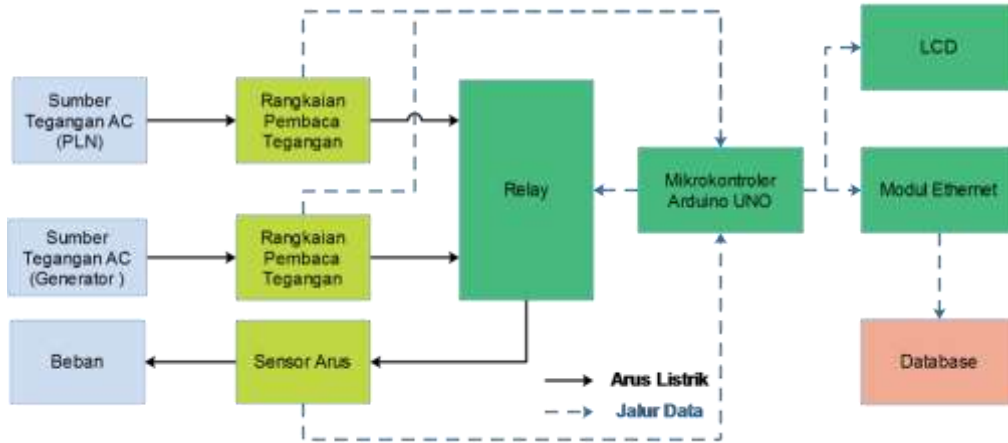 Sumber
Tegangan AC
(PLN)
Rangkaian
Pembaca
Tegangan
Relay
Mikrokontroler
Arduino UNO
LCD
Modul Ethernet
Sumber
Tegangan AC
(Generator )
Rangkaian
Pembaca
Tegangan
Beban
Sensor Arus
Database
Arus Listrik
Jalur Data